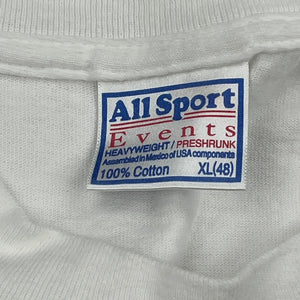 All Sport
Events
HEAVYWEIGHT / PRESHRUNK
Assembled in Mexico of USA components
100% Cotton XL (48)